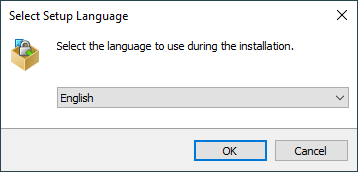 Select Setup Language
Select the language to use during the installation.
English
OK
Cancel